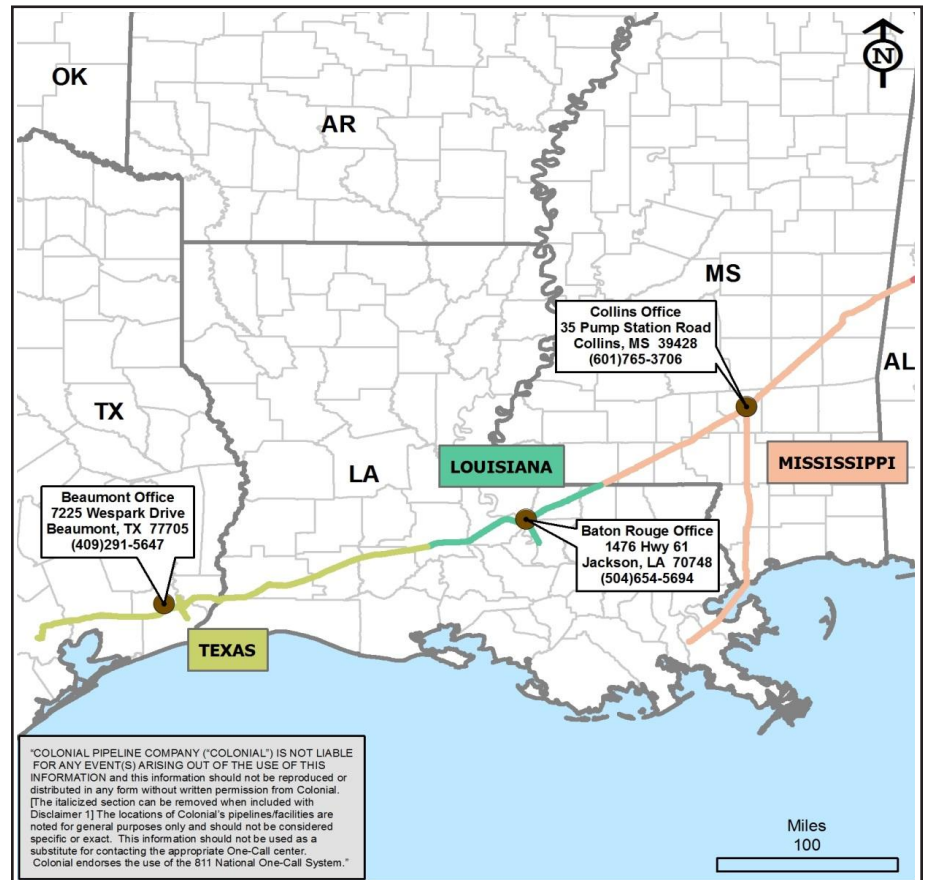 N
OK
AR
MS
Collins Office
35 Pump Station Road
Collins, MS  39428
(601)765-3706
AL
TX
LA
LOUISIANA
MISSISSIPPI
Beaumont Office
7225 Wespark Drive
Beaumont, TX  77705
(409)291-5647
Baton Rouge Office
1476 Hwy 61
Jackson, LA  70748
(504)654-5694
TEXAS
"COLONIAL PIPELINE COMPANY ("COLONIAL") IS NOT LIABLE
FOR ANY EVENT(S) ARISING OUT OF THE USE OF THIS
INFORMATION and this information should not be reproduced or
distributed in any form without written permission from Colonial.
[The italicized section can be removed when included with
Disclaimer 1] The locations of Colonial's pipelines/facilities are
noted for general purposes only and should not be considered
specific or exact.  This information should not be used as a
substitute for contacting the appropriate One-Call center.
Colonial endorses the use of the 811 National One-Call System."
Miles
100